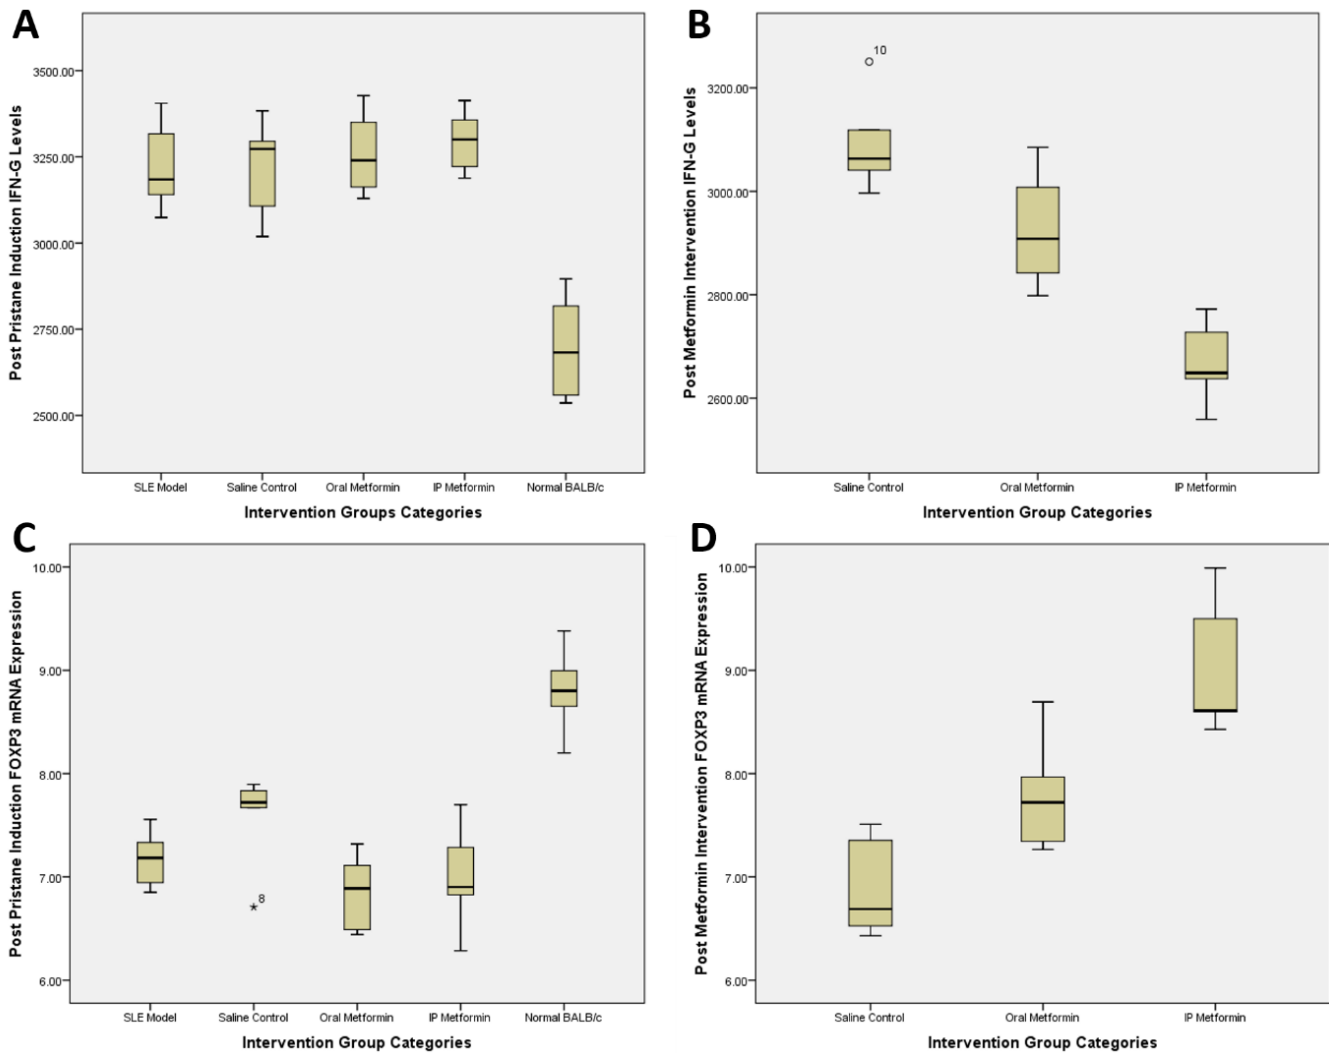 A
Post Pristane Induction IFN-G Levels
3500.00
3250.00
3000.00
2750.00
2500.00
SLE Model Saline Control Oral Metformin IP Metformin Normal BALB/c
Intervention Groups Categories
B
Post Metformin Intervention IFN-G Levels
3200.00
3000.00
2800.00
2600.00
10
Saline Control Oral Metformin IP Metformin
Intervention Group Categories
C
Post Pristane Induction FOXP3 mRNA Expression
10.00
9.00
8.00
7.00
6.00
8
SLE Model Saline Control Oral Metformin IP Metformin Normal BALB/c
Intervention Groups Categories
D
Post Metformin Intervention FOXP3 mRNA Expression
10.00
9.00
8.00
7.00
6.00
Saline Control Oral Metformin IP Metformin
Intervention Group Categories